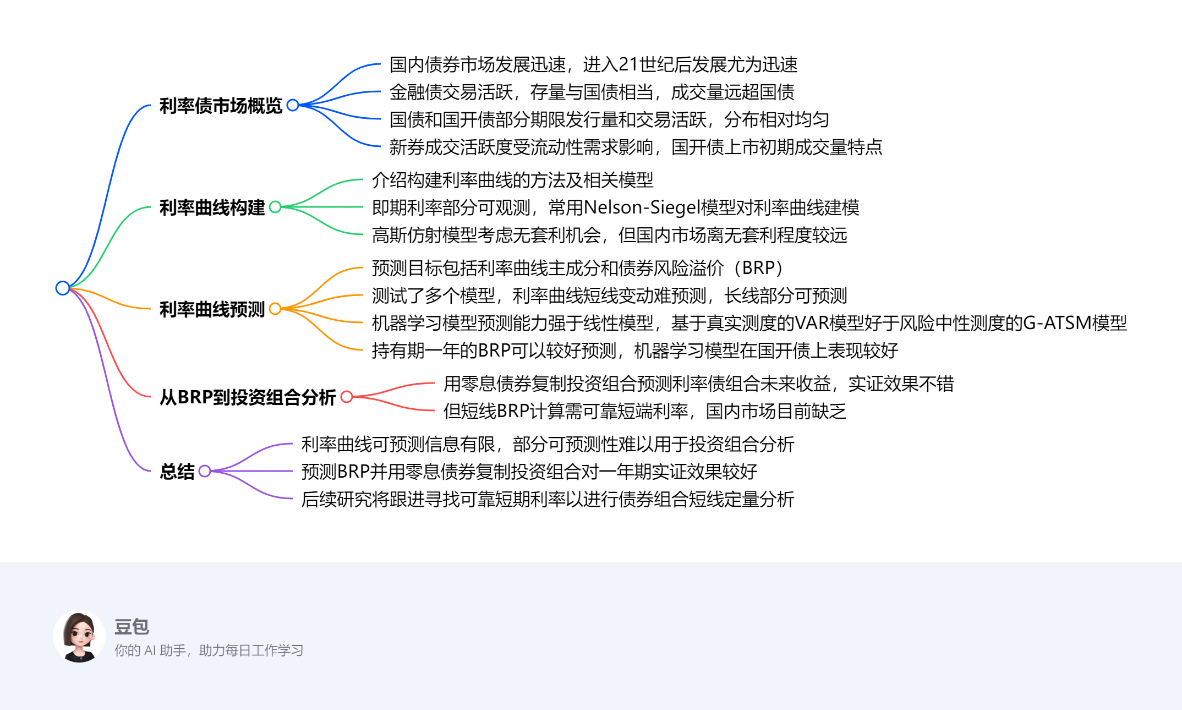 利率债市场概览
国内债券市场发展迅速，进入21世纪后发展尤为迅速
金融债交易活跃，存量与国债相当，成交量远超国债
国债和国开债部分期限发行量和交易活跃，分布相对均匀
新券成交活跃度受流动性需求影响，国开债上市初期成交量特点
利率曲线构建
介绍构建利率曲线的方法及相关模型
即期利率部分可观测，常用Nelson-Siegel模型对利率曲线建模
高斯仿射模型考虑无套利机会，但国内市场离无套利程度较远
利率曲线预测
预测目标包括利率曲线主成分和债券风险溢价（BRP）
测试了多个模型，利率曲线短线变动难预测，长线部分可预测
机器学习模型预测能力强于线性模型，基于真实测度的VAR模型好于风险中性测度的G-ATSM模型
持有期一年的BRP可以较好预测，机器学习模型在国开债上表现较好
从BRP到投资组合分析
用零息债券复制投资组合预测利率债组合未来收益，实证效果不错
但短线BRP计算需可靠短端利率，国内市场目前缺乏
总结
利率曲线可预测信息有限，部分可预测性难以用于投资组合分析
预测BRP并用零息债券复制投资组合对一年期实证效果较好
后续研究将跟进寻找可靠短期利率以进行债券组合短线定量分析
豆包
你的 AI 助手，助力每日工作学习